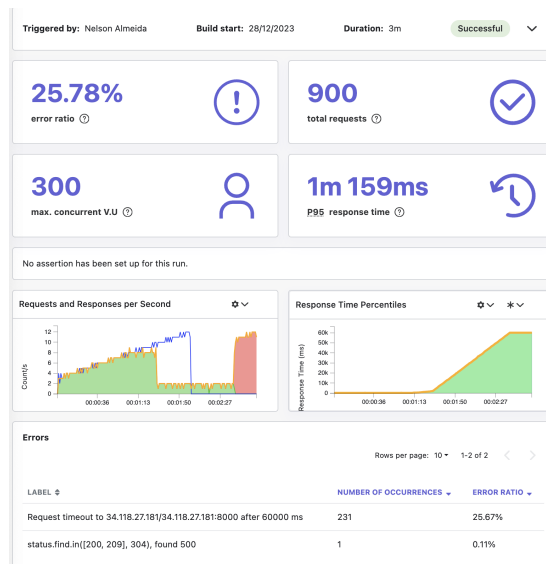 Triggered by: Nelson Almeida Build start: 28/12/2023 Duration: 3m Successful
25.78%
error ratio ?
900
total requests ?
300
max. concurrent V.U ?
1m 159ms
P95 response time ?
No assertion has been set up for this run.
Requests and Responses per Second
Count/s
12
10
8
6
4
2
0
00:00:36 00:01:13 00:01:50 00:02:27
Response Time Percentiles
Response Time (ms)
60k
50k
40k
30k
20k
10k
0
00:00:36 00:01:13 00:01:50 00:02:27
Errors
Rows per page: 10 1-2 of 2
LABEL NUMBER OF OCCURRENCES ERROR RATIO
Request timeout to 34.118.27.181/34.118.27.181:8000 after 60000 ms 231 25.67%
status.find.in([200, 209], 304), found 500 1 0.11%